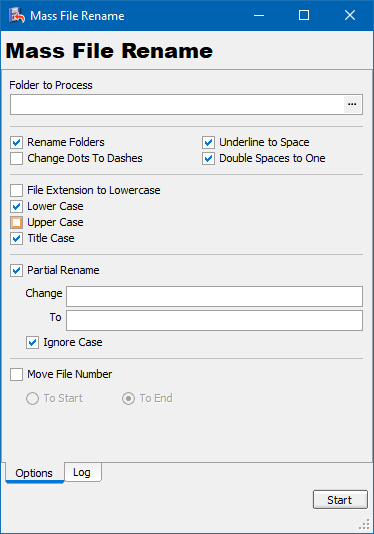 Mass File Rename
Mass File Rename
Folder to Process
...
Rename Folders
Underline to Space
Change Dots To Dashes
Double Spaces to One
File Extension to Lowercase
Lower Case
Upper Case
Title Case
Partial Rename
Change
To
Ignore Case
Move File Number
To Start
To End
Options
Log
Start